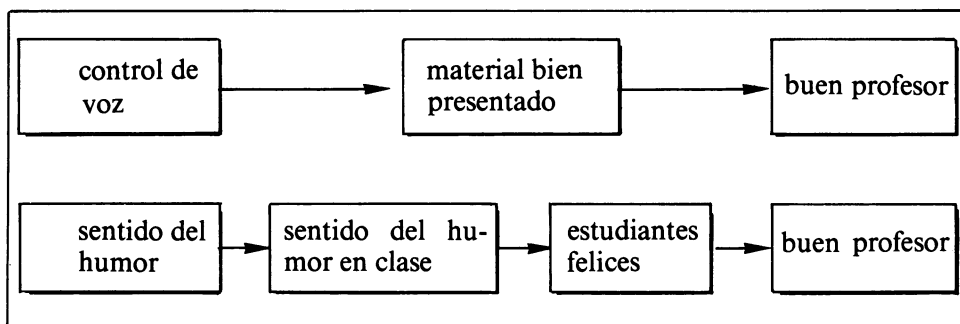 control de
voz
material bien
presentado
buen profesor
sentido del
humor
sentido del hu-
mor en clase
estudiantes
felices
buen profesor